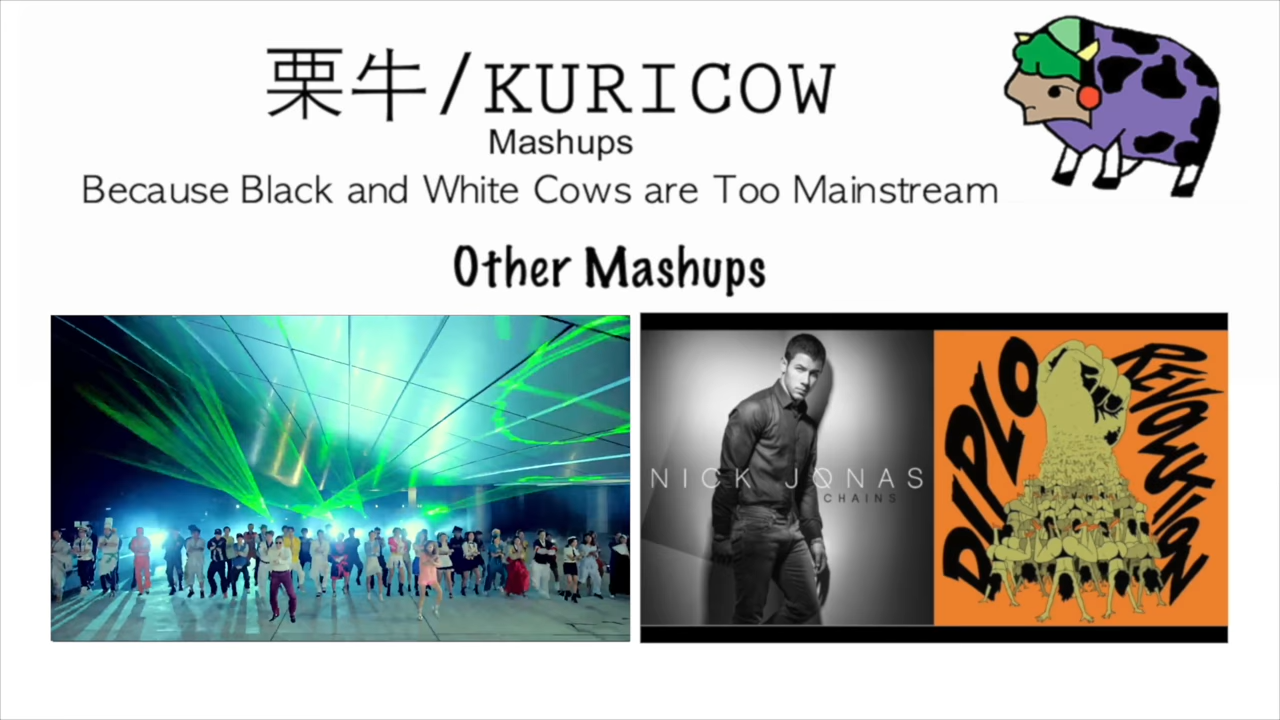 栗牛/KURICOW
Mashups
Because Black and White Cows are Too Mainstream
Other Mashups
NICK JONAS
CHAINS
DIPLO
REVOLUTION